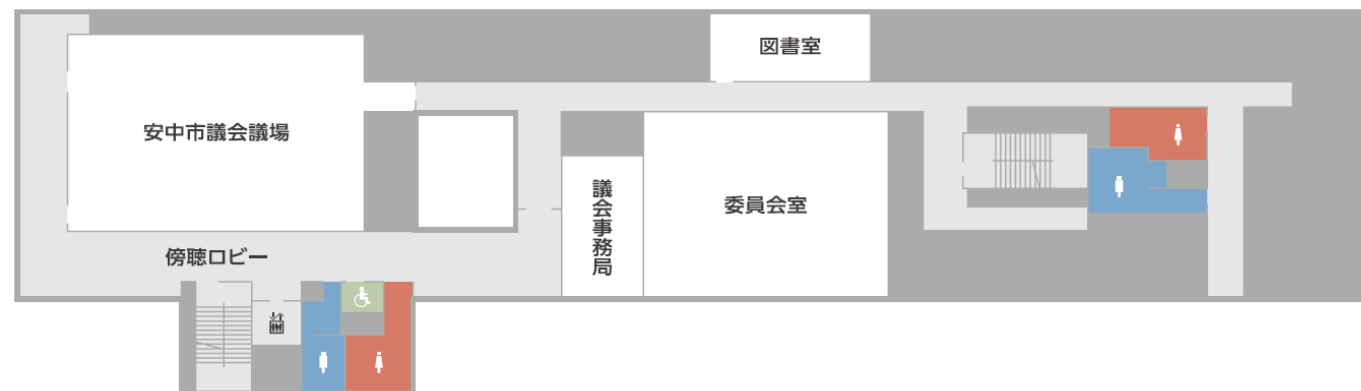 図書室
安中市議会議場
議会事務局
委員会室
傍聴ロビー